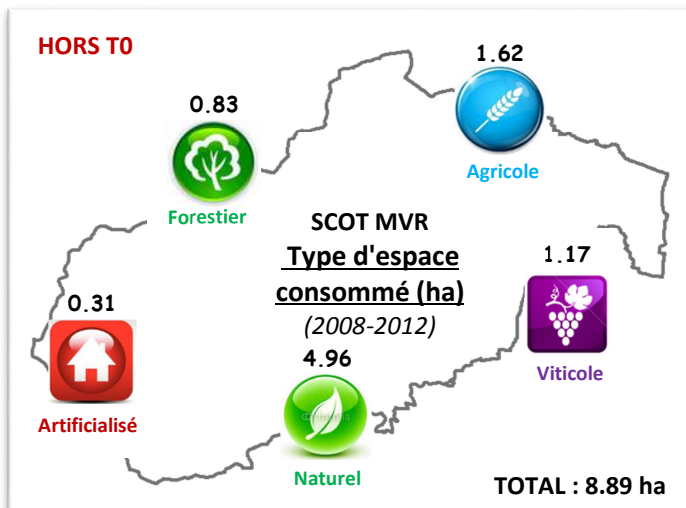 HORS T0
1.62
0.83
Agricole
Forestier
SCOT MVR
Type d'espace
consommé (ha)
(2008-2012)
1.17
0.31
4.96
Viticole
Artificialisé
Naturel
TOTAL : 8.89 ha